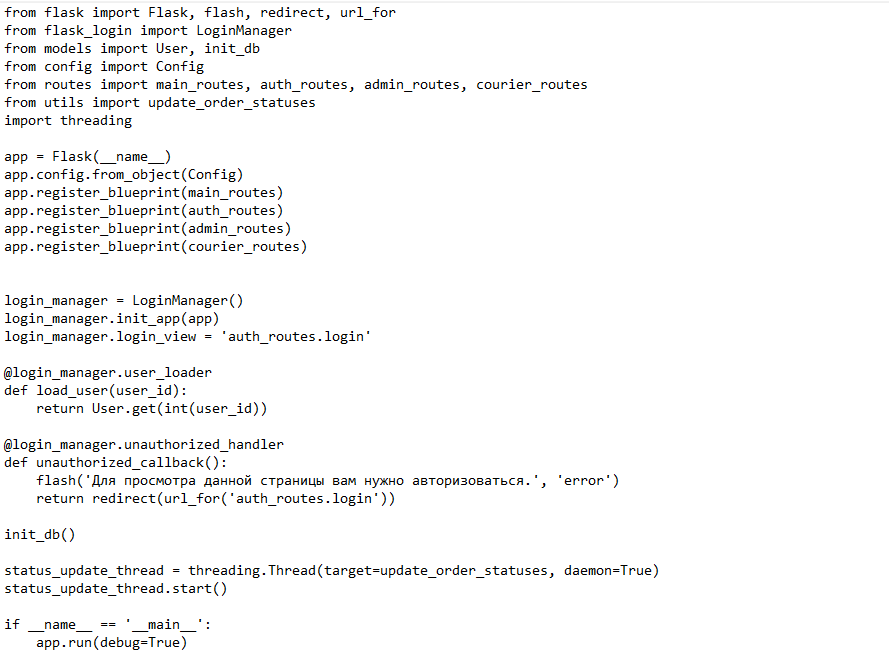 from flask import Flask, flash, redirect, url_for
from flask_login import LoginManager
from models import User, init_db
from config import Config
from routes import main_routes, auth_routes, admin_routes, courier_routes
from utils import update_order_statuses
import threading

app = Flask(__name__)
app.config.from_object(Config)
app.register_blueprint(main_routes)
app.register_blueprint(auth_routes)
app.register_blueprint(admin_routes)
app.register_blueprint(courier_routes)


login_manager = LoginManager()
login_manager.init_app(app)
login_manager.login_view = 'auth_routes.login'

@login_manager.user_loader
def load_user(user_id):
    return User.get(int(user_id))

@login_manager.unauthorized_handler
def unauthorized_callback():
    flash('Для просмотра данной страницы вам нужно авторизоваться.', 'error')
    return redirect(url_for('auth_routes.login'))

init_db()

status_update_thread = threading.Thread(target=update_order_statuses, daemon=True)
status_update_thread.start()

if __name__ == '__main__':
    app.run(debug=True)